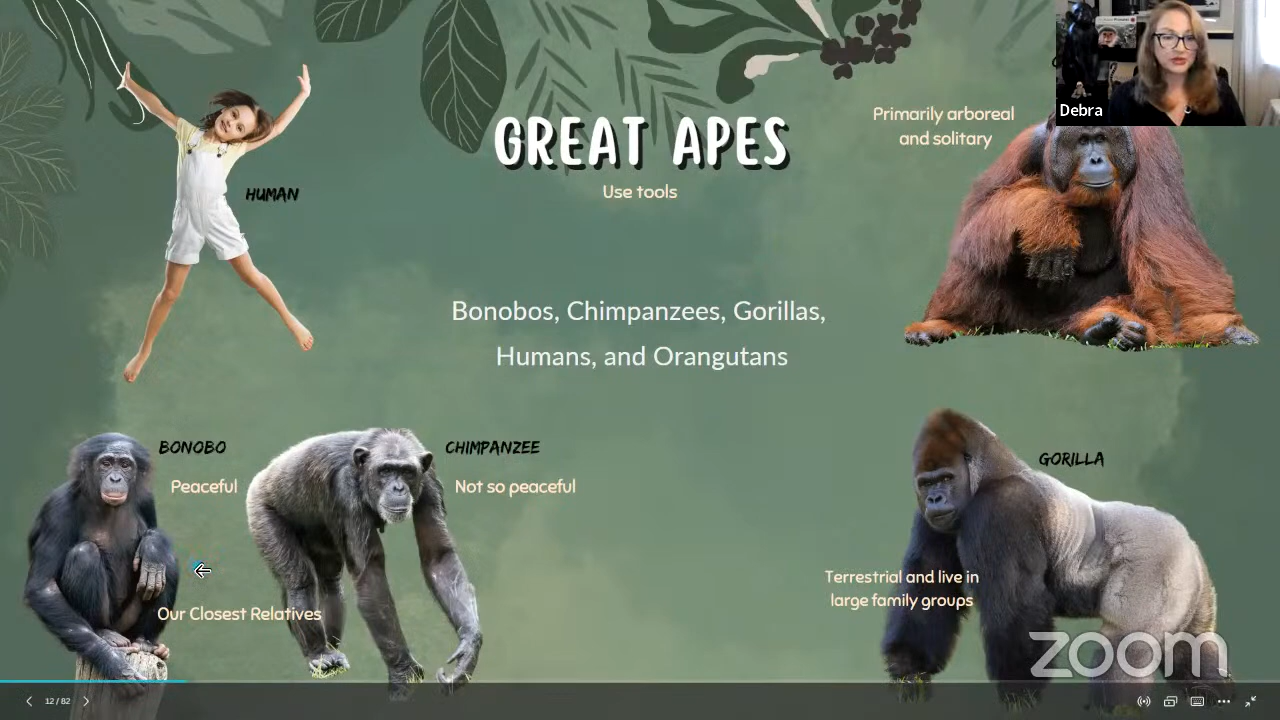 Debra
GREAT APES
Use tools
Primarily arboreal
and solitary
HUMAN
Bonobos, Chimpanzees, Gorillas,
Humans, and Orangutans
BONOBO
Peaceful
CHIMPANZEE
Not so peaceful
Our Closest Relatives
GORILLA
Terrestrial and live in
large family groups
zoom
12 / 82